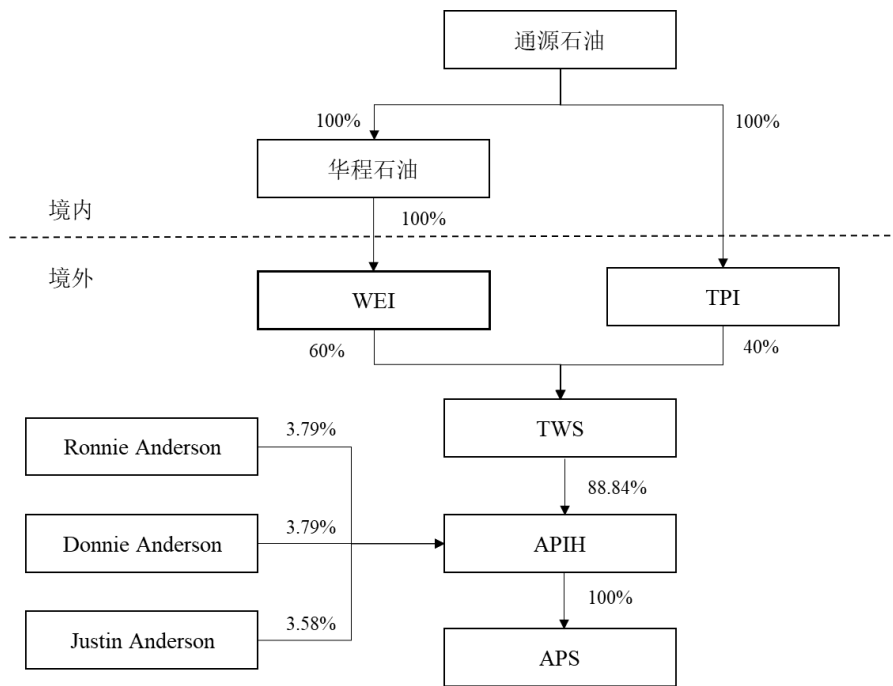 通源石油
100%
100%
华程石油
境内
100%
境外
WEI
TPI
60%
40%
Ronnie Anderson
3.79%
TWS
88.84%
Donnie Anderson
3.79%
APIH
100%
Justin Anderson
3.58%
APS